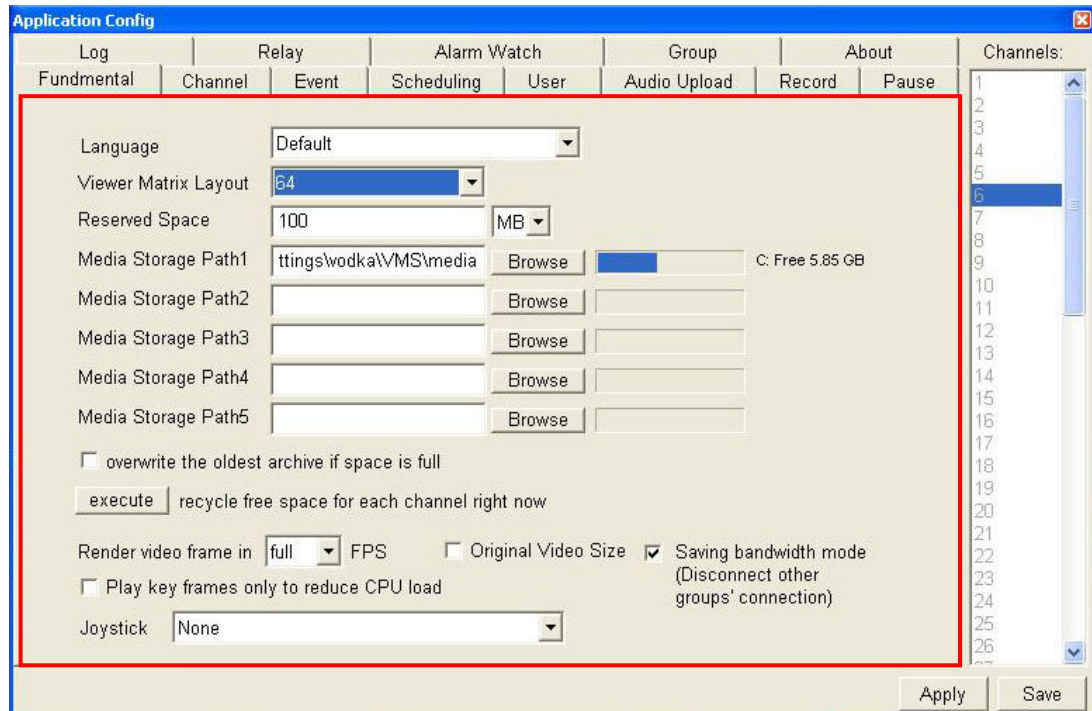 Application Config
Log Relay Alarm Watch Group About Channels:
Fundmental Channel Event Scheduling User Audio Upload Record Pause
Language Default
Viewer Matrix Layout 64
Reserved Space 100 MB
Media Storage Path1 ttings\wodka\VMS\media Browse C: Free 5.85 GB
Media Storage Path2 Browse
Media Storage Path3 Browse
Media Storage Path4 Browse
Media Storage Path5 Browse
overwrite the oldest archive if space is full
execute recycle free space for each channel right now
Render video frame in full FPS Original Video Size Saving bandwidth mode
(Disconnect other
groups' connection)
Play key frames only to reduce CPU load
Joystick None
1
2
3
4
5
6
7
8
9
10
11
12
13
14
15
16
17
18
19
20
21
22
23
24
25
26
Apply Save